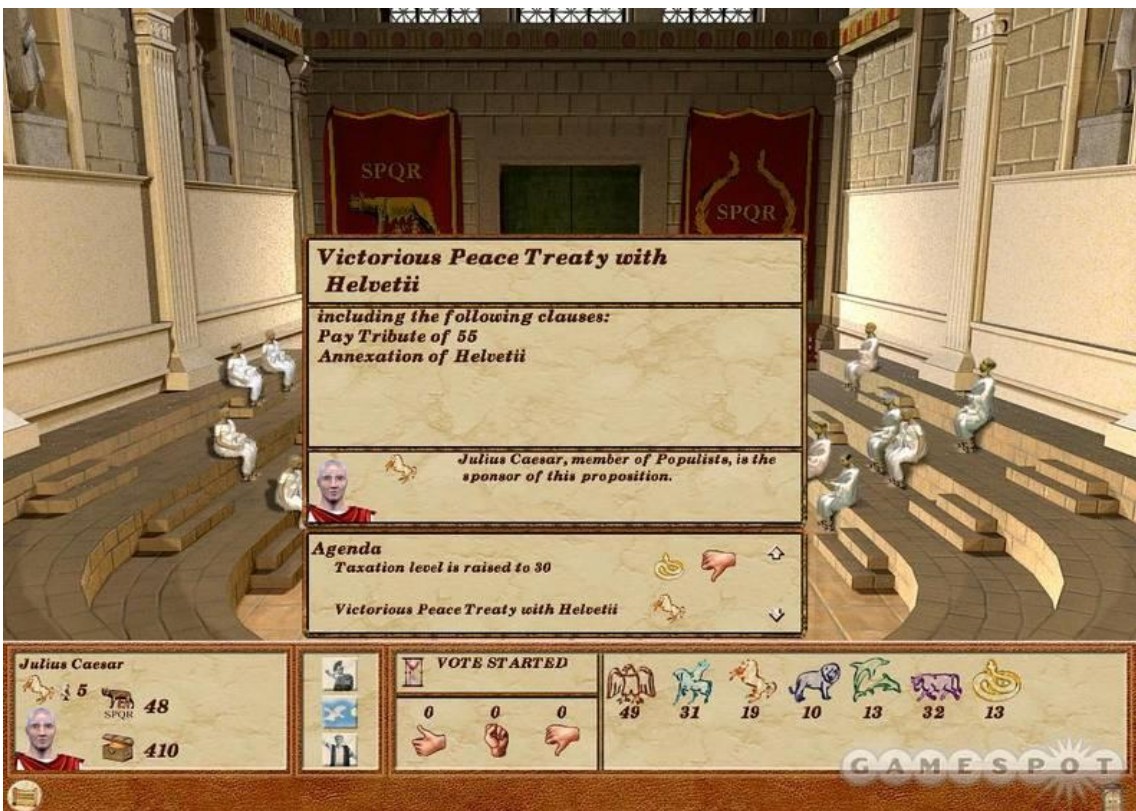 SPQR
SPQR
Victorious Peace Treaty with
Helvetii
including the following clauses:
Pay Tribute of 55
Annexation of Helvetii
Julius Caesar, member of Populists, is the
sponsor of this proposition.
Agenda
Taxation level is raised to 30
Victorious Peace Treaty with Helvetii
Julius Caesar
5
SPQR 48
410
VOTE STARTED
0 0 0
49 31 19 10 13 32 13
GAMESPOT